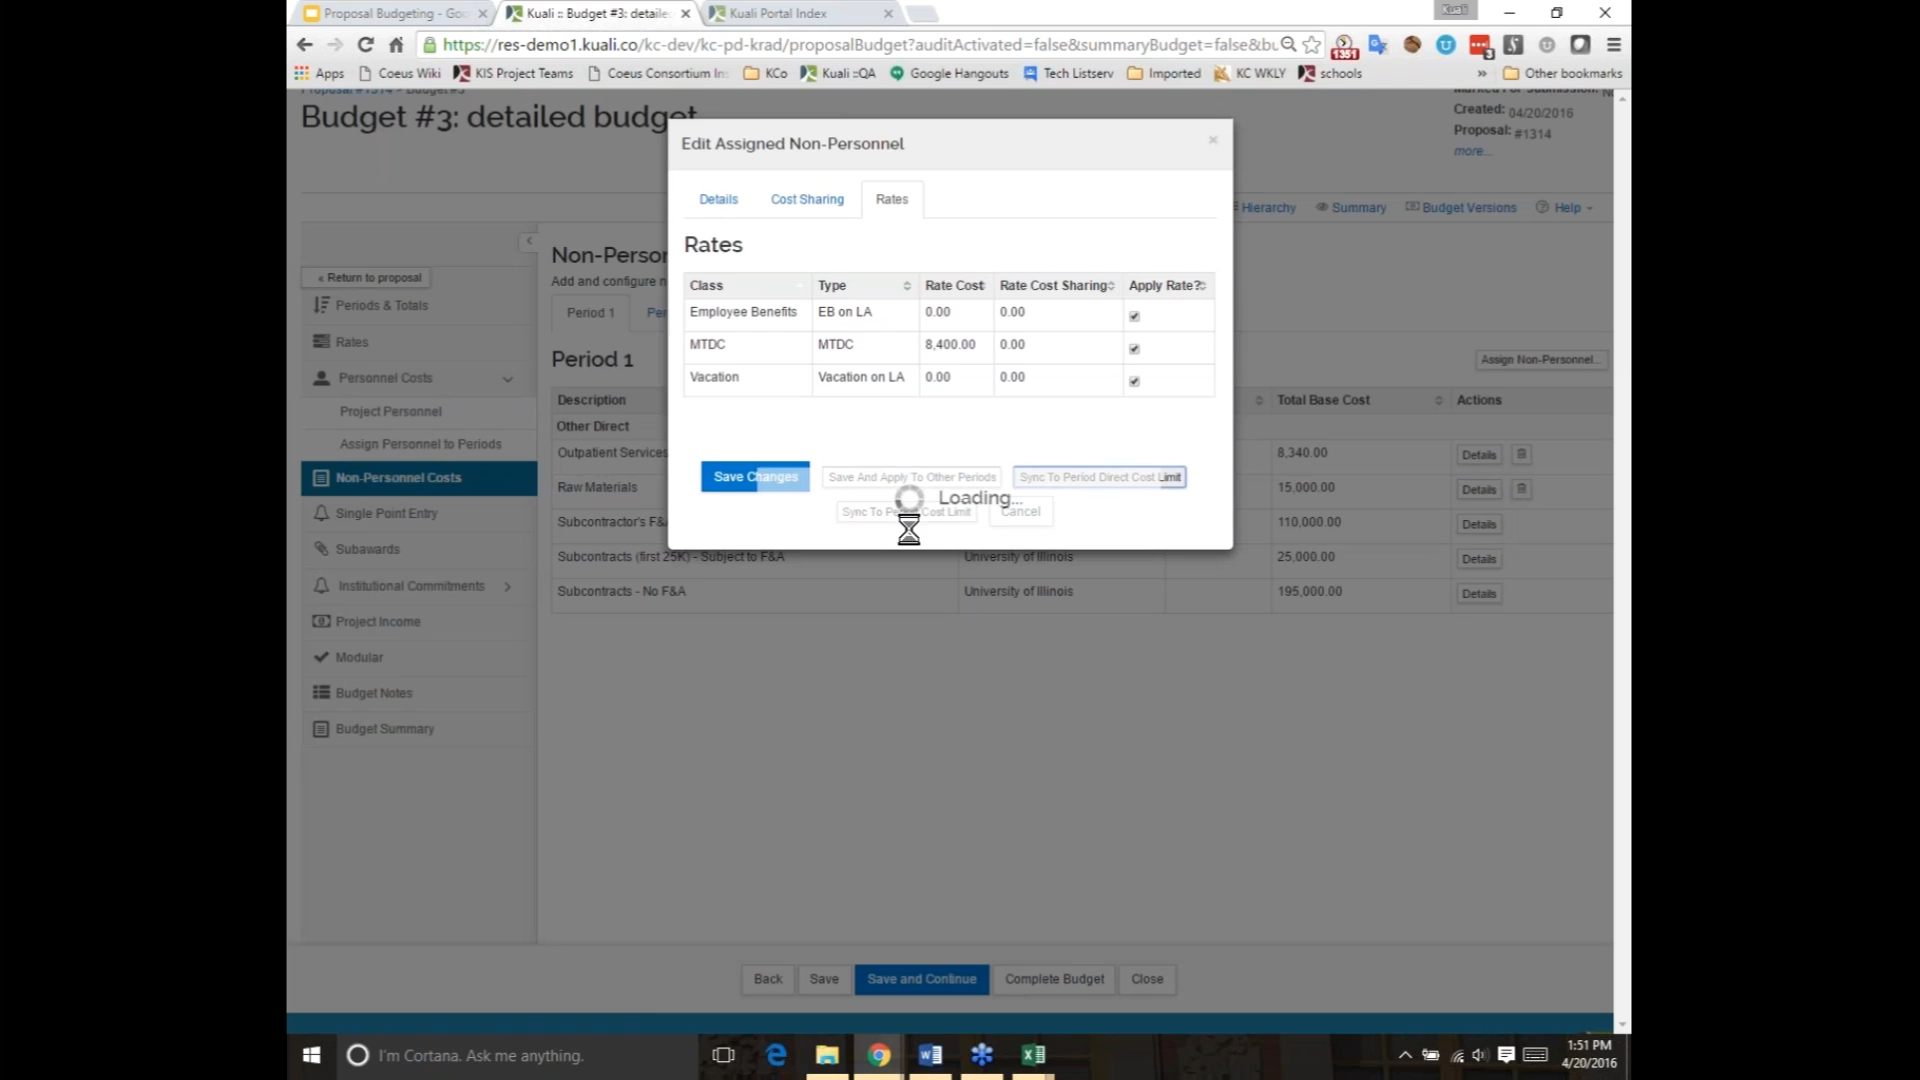 Proposal Budgeting - Goo
Kuali :: Budget #3: detaile
Kuali Portal Index
Kuali
https://res-demo1.kuali.co/kc-dev/kc-pd-krad/proposalBudget?auditActivated=false&summaryBudget=false&bu
1351
3
Apps
Coeus Wiki
KIS Project Teams
Coeus Consortium In
KCo
Kuali ::QA
Google Hangouts
Tech Listserv
Imported
KC WKLY
schools
»
Other bookmarks
Proposal #1314 > Budget #3
Budget #3: detailed budget
Marked For Submission:
Created: 04/20/2016
Proposal: #1314
more...
Hierarchy
Summary
Budget Versions
Help
« Return to proposal
Periods & Totals
Rates
Personnel Costs
Project Personnel
Assign Personnel to Periods
Non-Personnel Costs
Single Point Entry
Subawards
Institutional Commitments
Project Income
Modular
Budget Notes
Budget Summary
Non-Person
Add and configure n
Period 1
Per
Period 1
Assign Non-Personnel...
Description
Total Base Cost
Actions
Other Direct
Outpatient Services
8,340.00
Details
Raw Materials
15,000.00
Details
Subcontractor's F&A
110,000.00
Details
Subcontracts (first 25K) - Subject to F&A
University of Illinois
25,000.00
Details
Subcontracts - No F&A
University of Illinois
195,000.00
Details
Edit Assigned Non-Personnel
×
Details
Cost Sharing
Rates
Rates
Class
Type
Rate Cost
Rate Cost Sharing
Apply Rate?
Employee Benefits
EB on LA
0.00
0.00
MTDC
MTDC
8,400.00
0.00
Vacation
Vacation on LA
0.00
0.00
Save Changes
Save And Apply To Other Periods
Sync To Period Direct Cost Limit
Loading...
Sync To Period Cost Limit
Cancel
Back
Save
Save and Continue
Complete Budget
Close
I'm Cortana. Ask me anything.
1:51 PM
4/20/2016